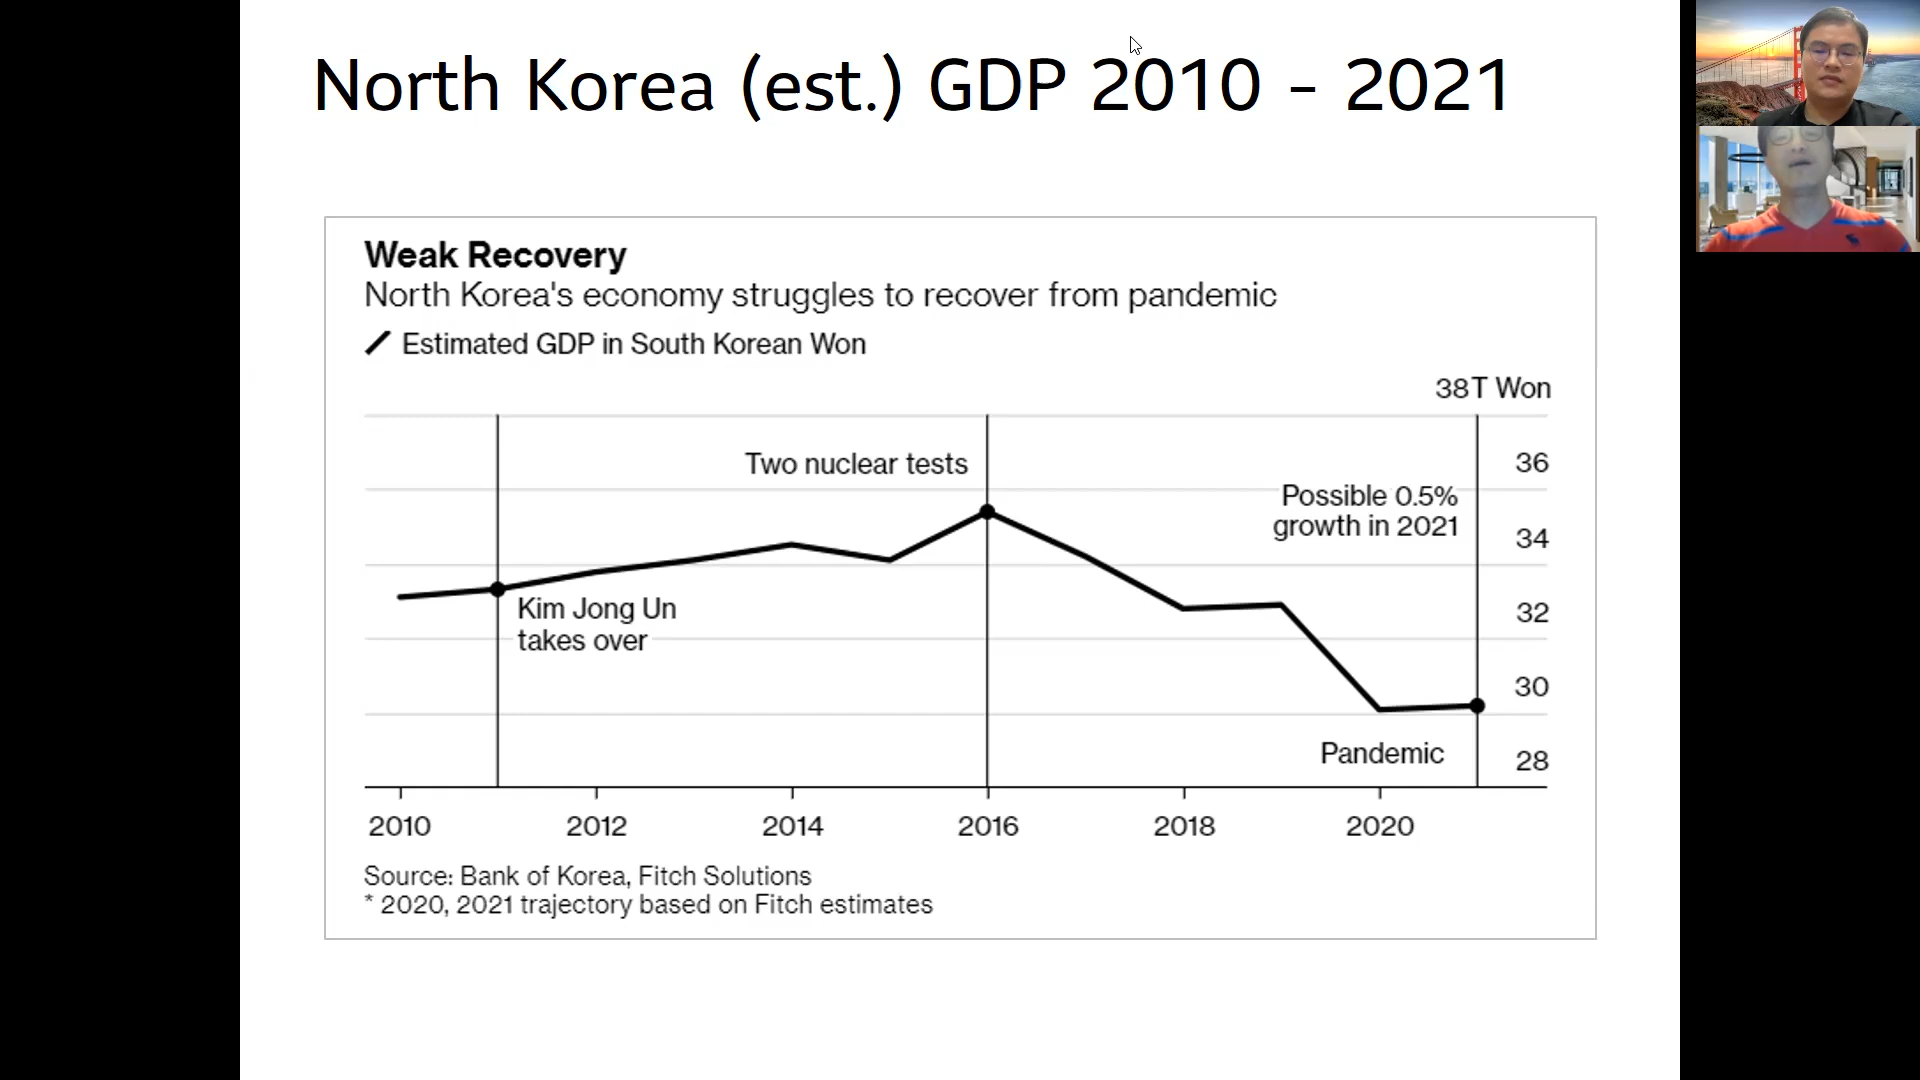 North Korea (est.) GDP 2010 - 2021
Weak Recovery
North Korea's economy struggles to recover from pandemic
Estimated GDP in South Korean Won
38T Won
Two nuclear tests
36
Possible 0.5%
growth in 2021
34
Kim Jong Un
takes over
32
30
Pandemic
28
2010 2012 2014 2016 2018 2020
Source: Bank of Korea, Fitch Solutions
* 2020, 2021 trajectory based on Fitch estimates